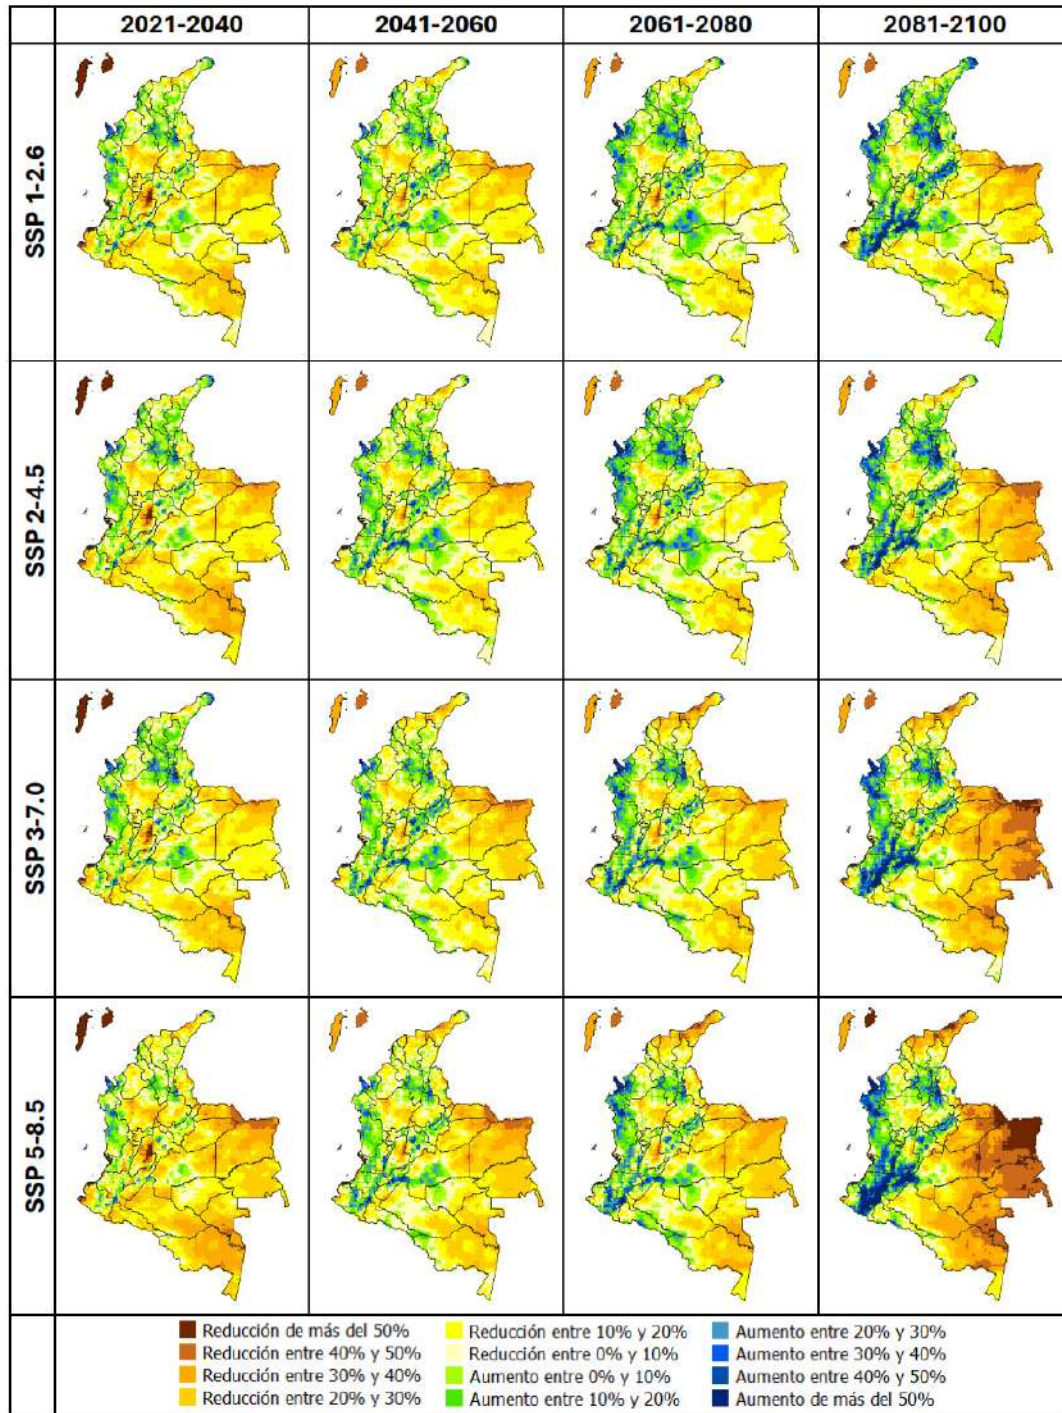 2021-2040 2041-2060 2061-2080 2081-2100
SSP 1-2.6
SSP 2-4.5
SSP 3-7.0
SSP 5-8.5
Reducción de más del 50% Reducción entre 10% y 20% Aumento entre 20% y 30%
Reducción entre 40% y 50% Reducción entre 0% y 10% Aumento entre 30% y 40%
Reducción entre 30% y 40% Aumento entre 0% y 10% Aumento entre 40% y 50%
Reducción entre 20% y 30% Aumento entre 10% y 20% Aumento de más del 50%